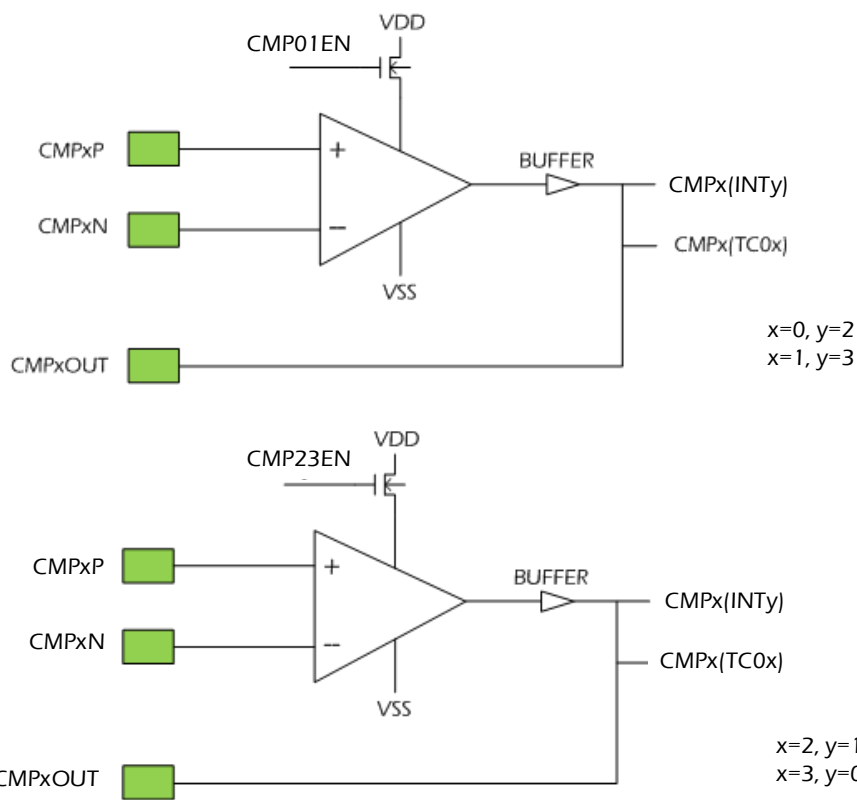 VDD
CMP01EN
CMPxP
+
BUFFER
CMPx(INTy)
CMPxN
−
CMPx(TC0x)
VSS
x=0, y=2
CMPxOUT
x=1, y=3
VDD
CMP23EN
CMPxP
+
BUFFER
CMPx(INTy)
CMPxN
−
CMPx(TC0x)
VSS
x=2, y=1
CMPxOUT
x=3, y=0